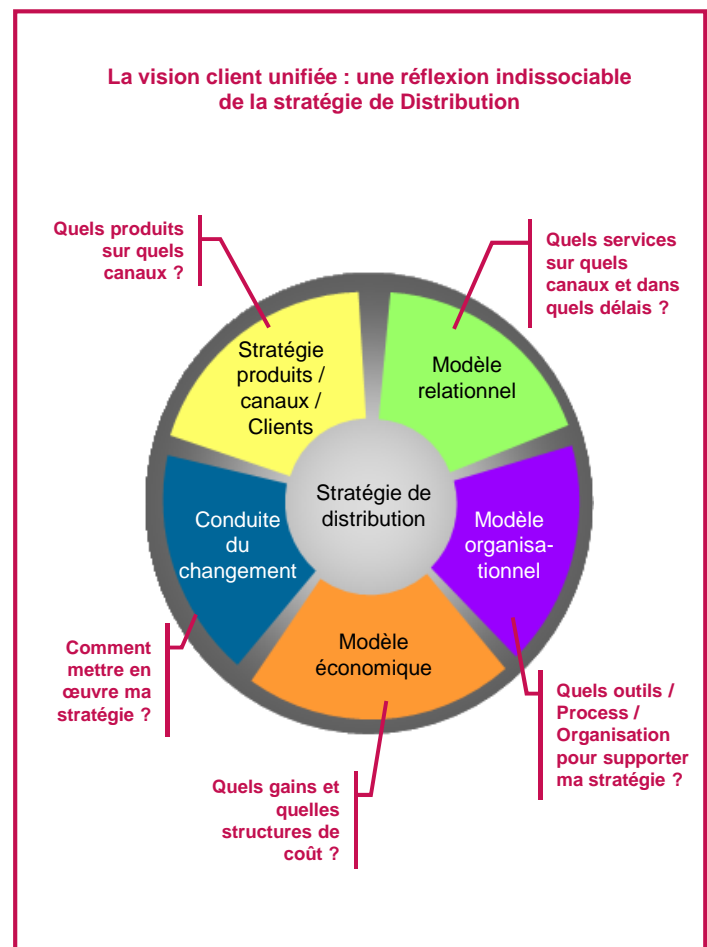 La vision client unifiée : une réflexion indissociable
de la stratégie de Distribution
Quels produits
sur quels
canaux ?
Quels services
sur quels
canaux et dans
quels délais ?
Stratégie
produits /
canaux /
Clients
Modèle
relationnel
Stratégie de
distribution
Conduite
du
changement
Modèle
organisa-
tionnel
Modèle
économique
Comment
mettre en
œuvre ma
stratégie ?
Quels outils /
Process /
Organisation
pour supporter
ma stratégie ?
Quels gains et
quelles
structures de
coût ?